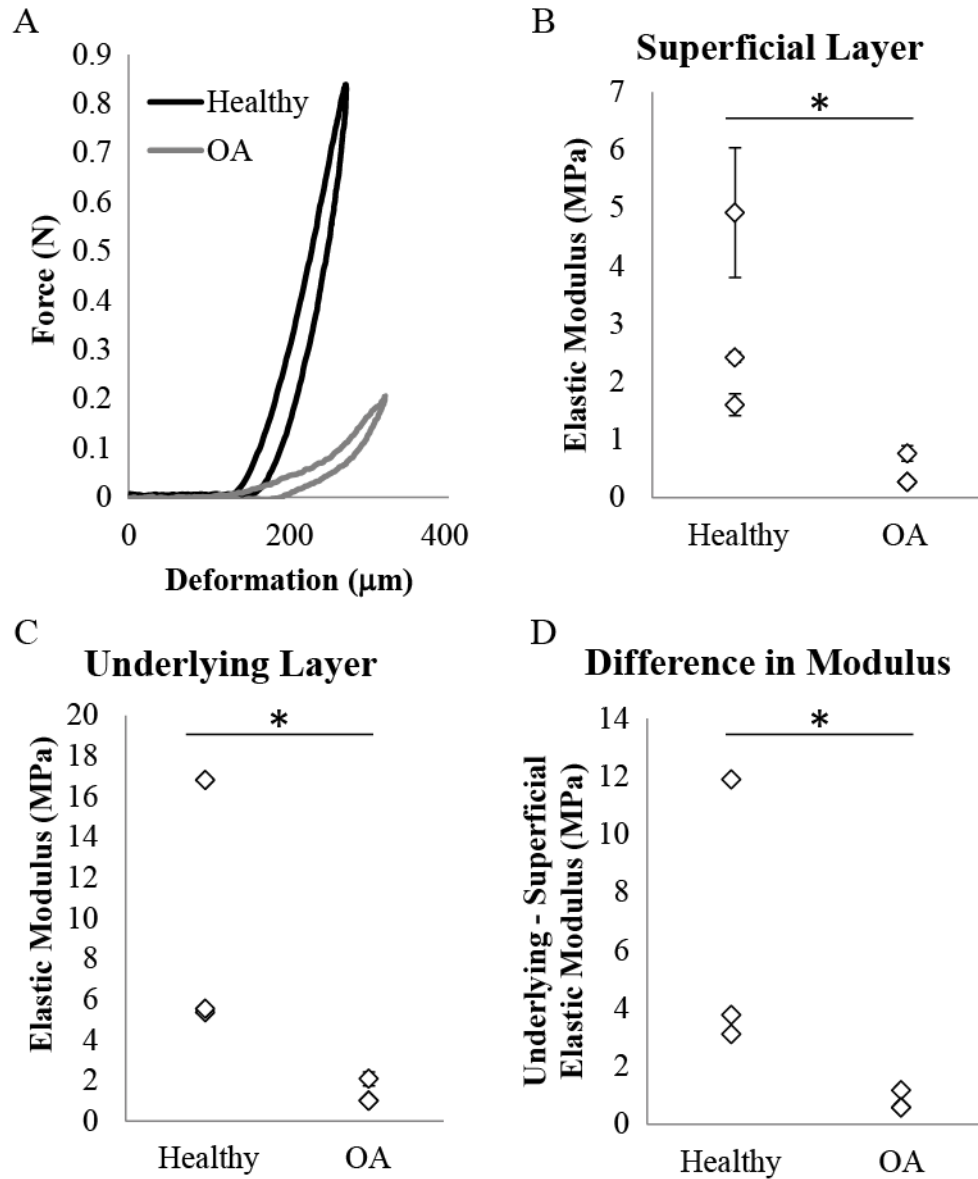 A
0.9
0.8
0.7
0.6
0.5
0.4
0.3
0.2
0.1
0
Force (N)
Healthy
OA
0 200 400
Deformation (μm)
B
Superficial Layer
7
6
5
4
3
2
1
0
Elastic Modulus (MPa)
*
Healthy OA
C
Underlying Layer
20
18
16
14
12
10
8
6
4
2
0
Elastic Modulus (MPa)
*
Healthy OA
D
Difference in Modulus
14
12
10
8
6
4
2
0
Underlying - Superficial
Elastic Modulus (MPa)
*
Healthy OA